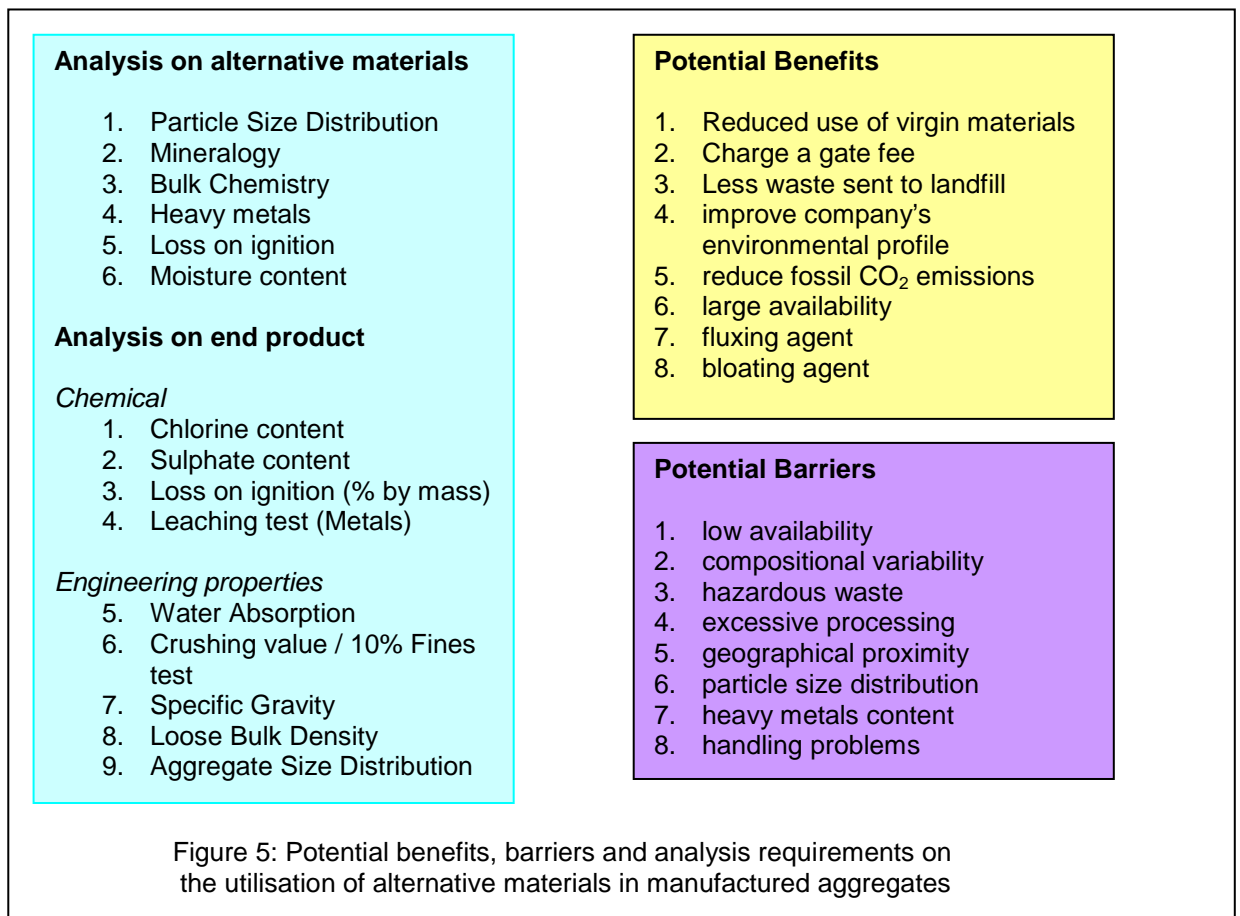 Analysis on alternative materials
1. Particle Size Distribution
2. Mineralogy
3. Bulk Chemistry
4. Heavy metals
5. Loss on ignition
6. Moisture content
Analysis on end product
Chemical
1. Chlorine content
2. Sulphate content
3. Loss on ignition (% by mass)
4. Leaching test (Metals)
Engineering properties
5. Water Absorption
6. Crushing value / 10% Fines
test
7. Specific Gravity
8. Loose Bulk Density
9. Aggregate Size Distribution
Potential Benefits
1. Reduced use of virgin materials
2. Charge a gate fee
3. Less waste sent to landfill
4. improve company's
environmental profile
5. reduce fossil CO₂ emissions
6. large availability
7. fluxing agent
8. bloating agent
Potential Barriers
1. low availability
2. compositional variability
3. hazardous waste
4. excessive processing
5. geographical proximity
6. particle size distribution
7. heavy metals content
8. handling problems
Figure 5: Potential benefits, barriers and analysis requirements on
the utilisation of alternative materials in manufactured aggregates